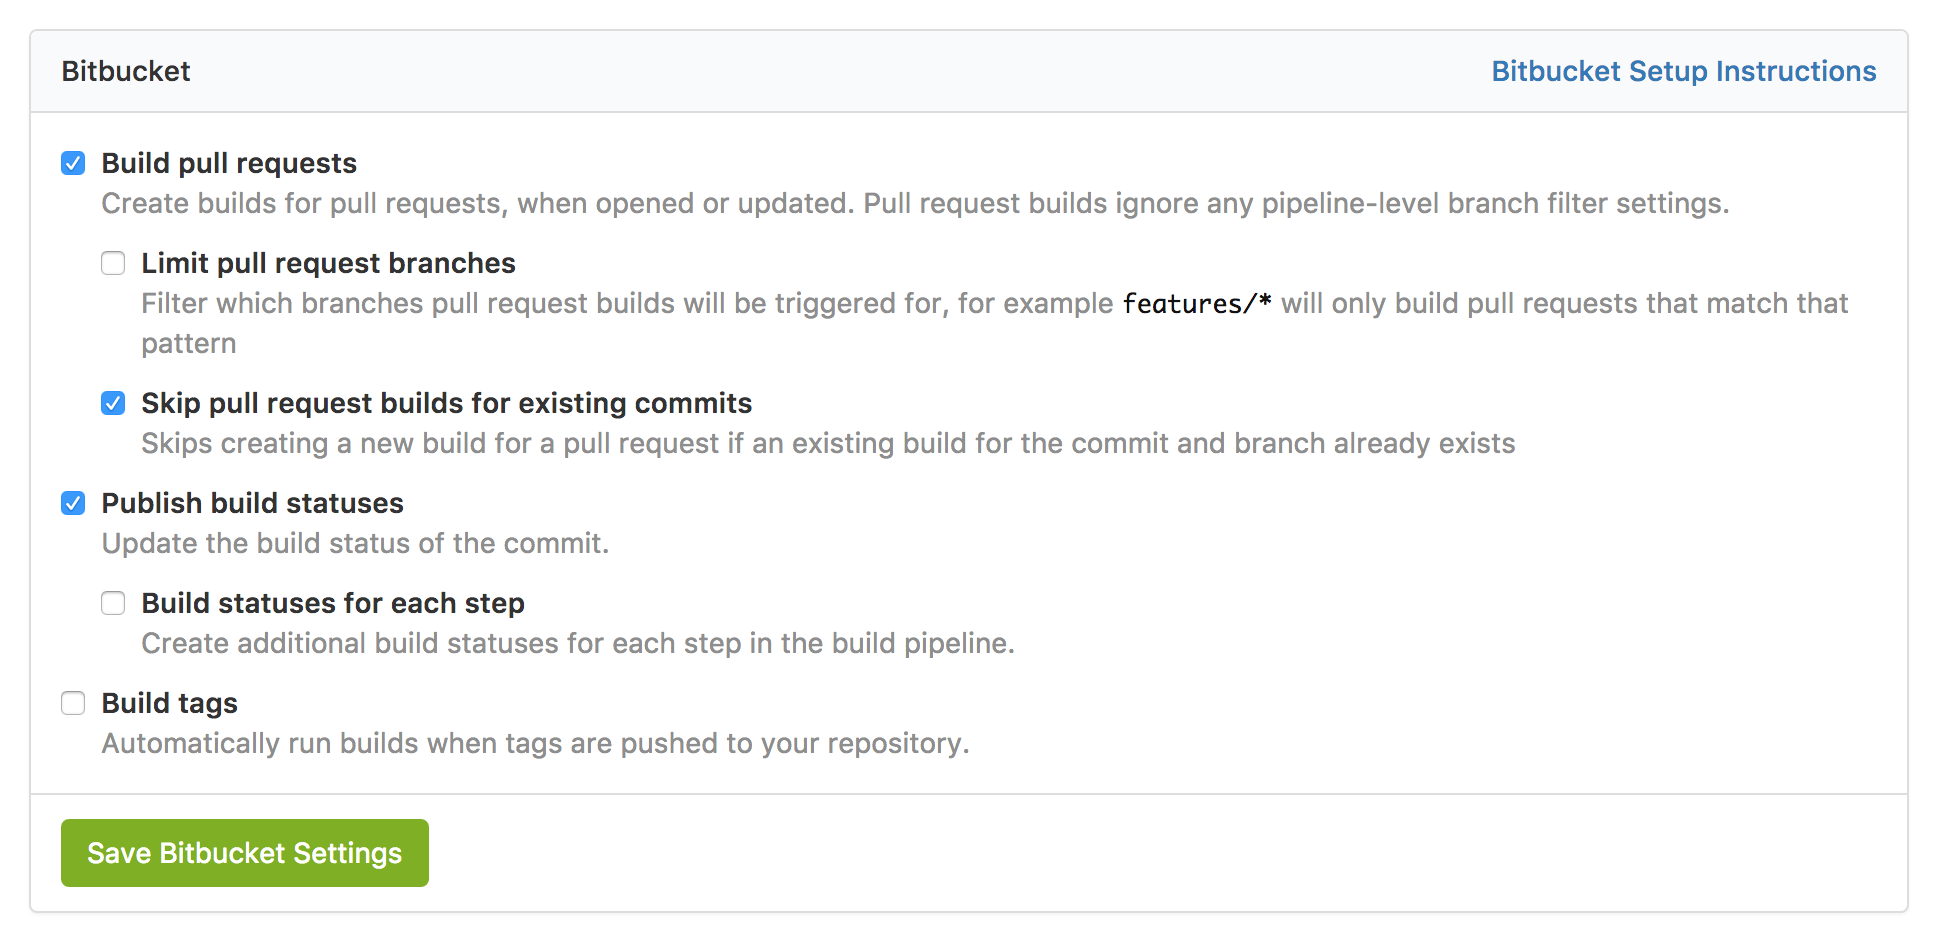 Bitbucket
Bitbucket Setup Instructions
Build pull requests
Create builds for pull requests, when opened or updated. Pull request builds ignore any pipeline-level branch filter settings.
Limit pull request branches
Filter which branches pull request builds will be triggered for, for example features/* will only build pull requests that match that
pattern
Skip pull request builds for existing commits
Skips creating a new build for a pull request if an existing build for the commit and branch already exists
Publish build statuses
Update the build status of the commit.
Build statuses for each step
Create additional build statuses for each step in the build pipeline.
Build tags
Automatically run builds when tags are pushed to your repository.
Save Bitbucket Settings